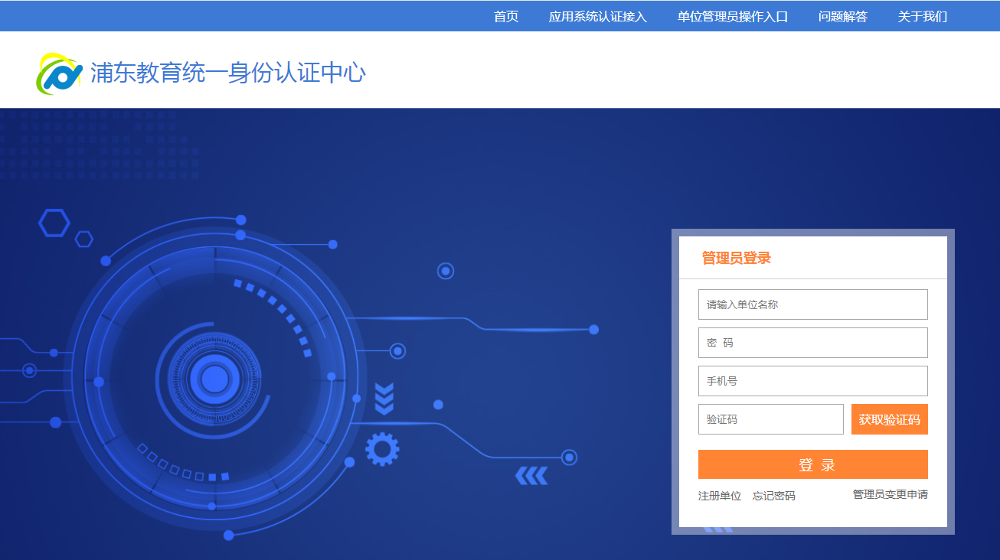 首页 应用系统认证接入 单位管理员操作入口 问题解答 关于我们
浦东教育统一身份认证中心
管理员登录
请输入单位名称
密 码
手机号
验证码 获取验证码
登 录
注册单位 忘记密码 管理员变更申请